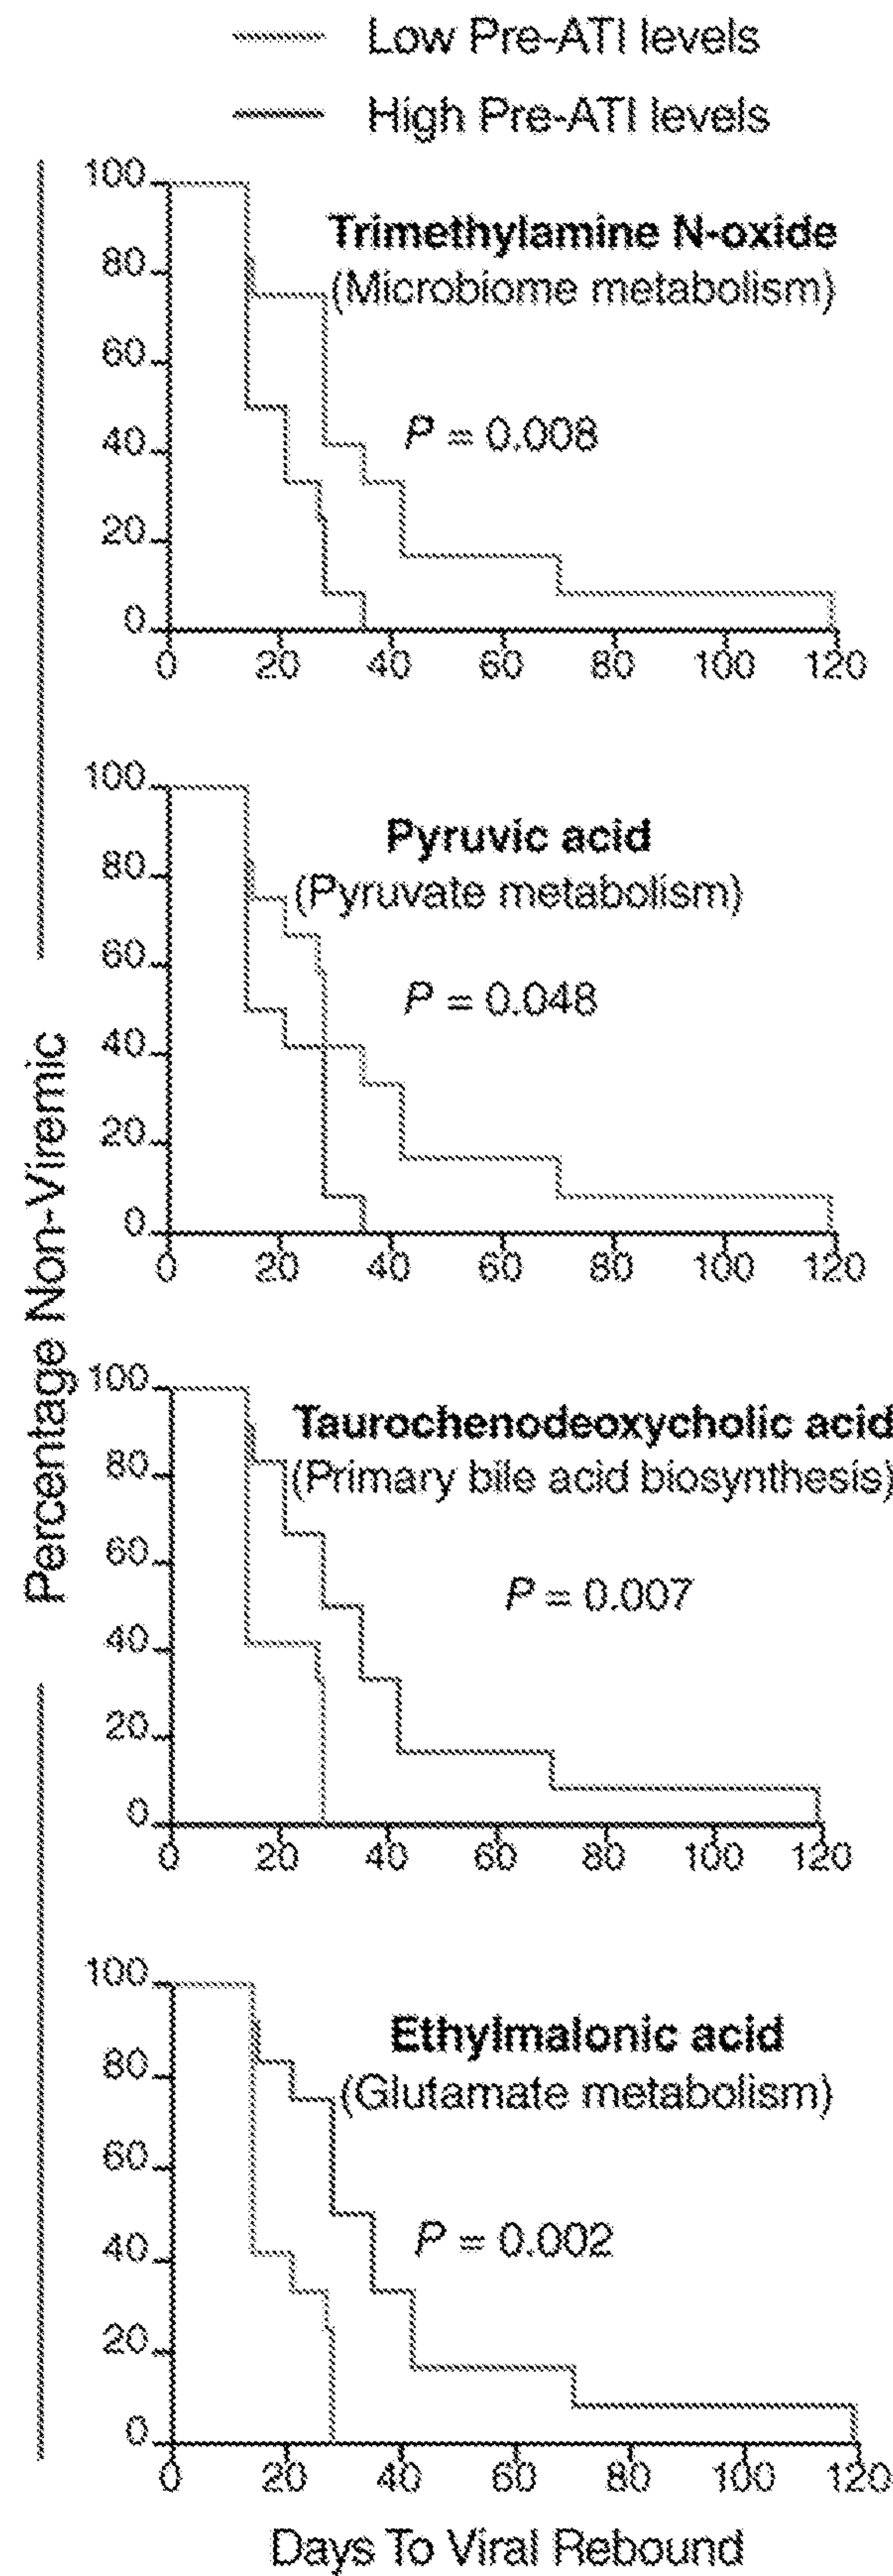 Low Pre-ATI levels
High Pre-ATI levels
Percentage Non-Viremic
100
80
60
40
20
0
Trimethylamine N-oxide
(Microbiome metabolism)
P = 0.008
0 20 40 60 80 100 120
100
80
60
40
20
0
Pyruvic acid
(Pyruvate metabolism)
P = 0.048
0 20 40 60 80 100 120
100
80
60
40
20
0
Taurochenodeoxycholic acid
(Primary bile acid biosynthesis)
P = 0.007
0 20 40 60 80 100 120
100
80
60
40
20
0
Ethylmalonic acid
(Glutamate metabolism)
P = 0.002
0 20 40 60 80 100 120
Days To Viral Rebound